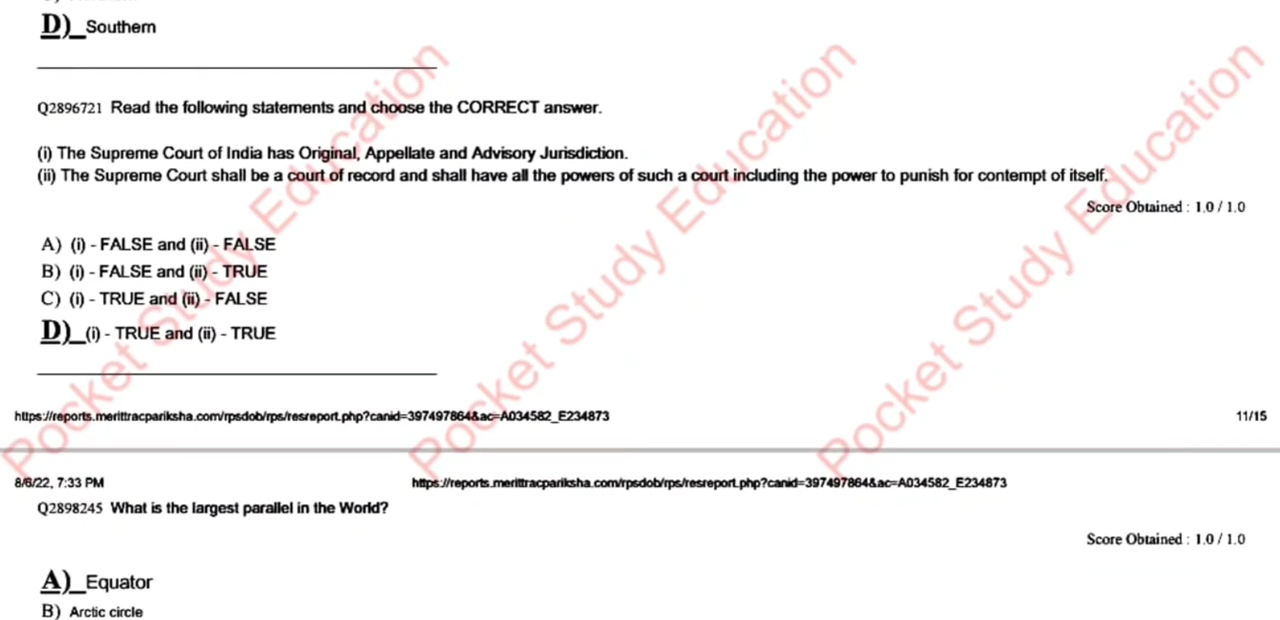 D) Southern
Q2896721 Read the following statements and choose the CORRECT answer.
(i) The Supreme Court of India has Original, Appellate and Advisory Jurisdiction.
(ii) The Supreme Court shall be a court of record and shall have all the powers of such a court including the power to punish for contempt of itself.
Score Obtained : 1.0 / 1.0
A) (i) - FALSE and (ii) - FALSE
B) (i) - FALSE and (ii) - TRUE
C) (i) - TRUE and (ii) - FALSE
D) (i) - TRUE and (ii) - TRUE
https://reports.merittracpariksha.com/rpsdob/rps/resreport.php?canid=397497864&ac=A034582_E234873 11/15
8/6/22, 7:33 PM https://reports.merittracpariksha.com/rpsdob/rps/resreport.php?canid=397497864&ac=A034582_E234873
Q2898245 What is the largest parallel in the World?
Score Obtained : 1.0 / 1.0
A) Equator
B) Arctic circle
Pocket Study Education
Pocket Study Education
Pocket Study Education